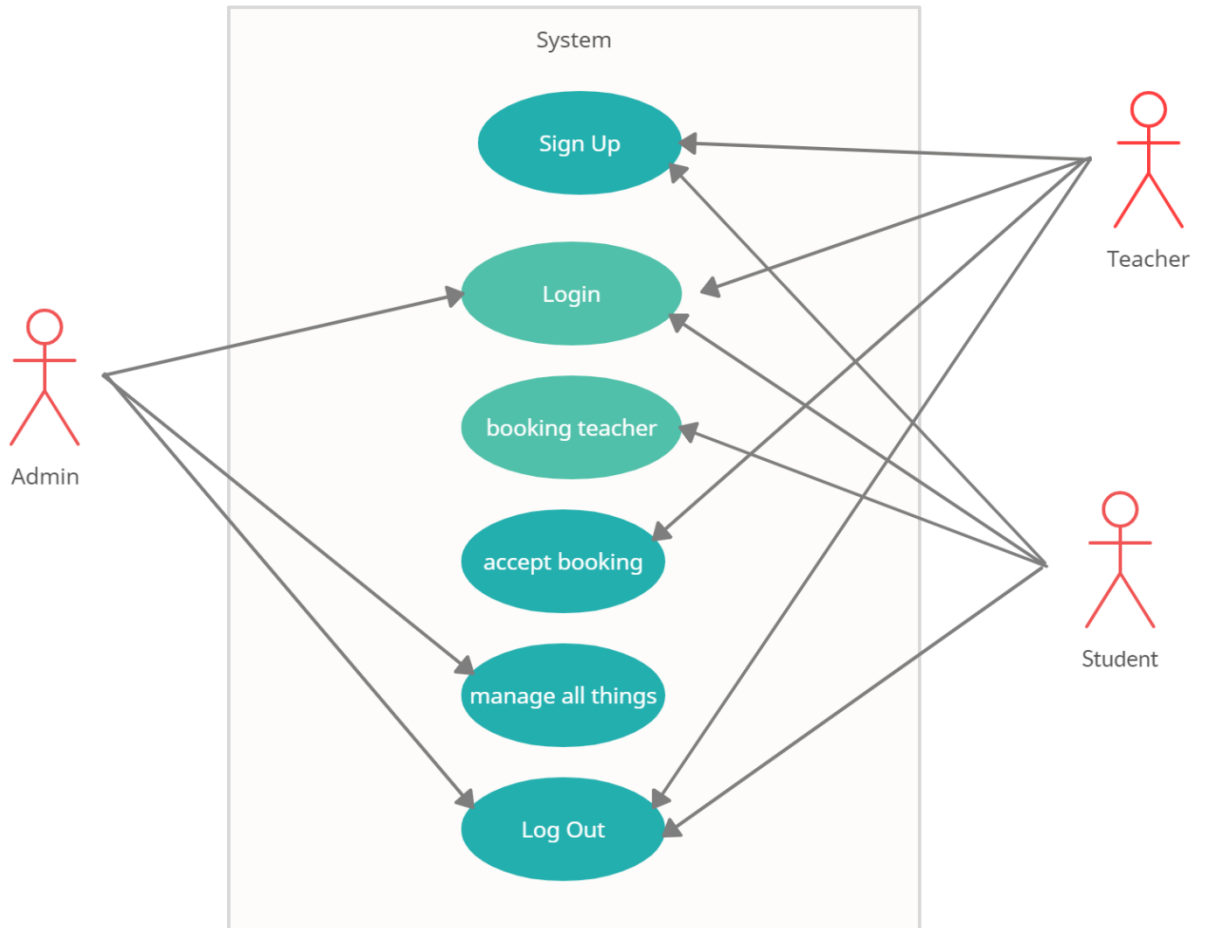 System
Sign Up
Teacher
Login
Admin
booking teacher
accept booking
Student
manage all things
Log Out